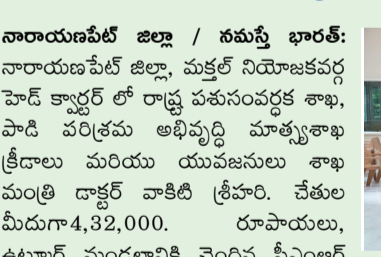 నారాయణపేట్ జిల్లా / నమస్తే భారత్:
నారాయణపేట్ జిల్లా, మక్తల్ నియోజకవర్గ
హెడ్ క్వార్టర్ లో రాష్ట్ర పశుసంవర్ధక శాఖ,
పాడి పరిశ్రమ అభివృద్ధి మాత్స్యశాఖ
క్రీడాలు మరియు యువజనులు శాఖ
మంత్రి డాక్టర్ వాకిటి శ్రీహరి. చేతుల
మీదుగా4,32,000. రూపాయలు,